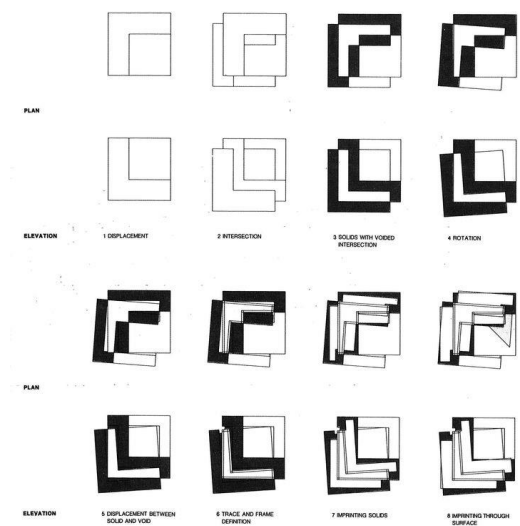 PLAN
ELEVATION
1 DISPLACEMENT
2 INTERSECTION
3 SOLIDS WITH VOIDED
INTERSECTION
4 ROTATION
PLAN
ELEVATION
5 DISPLACEMENT BETWEEN
SOLID AND VOID
6 TRACE AND FRAME
DEFINITION
7 IMPRINTING SOLIDS
8 IMPRINTING THROUGH
SURFACE